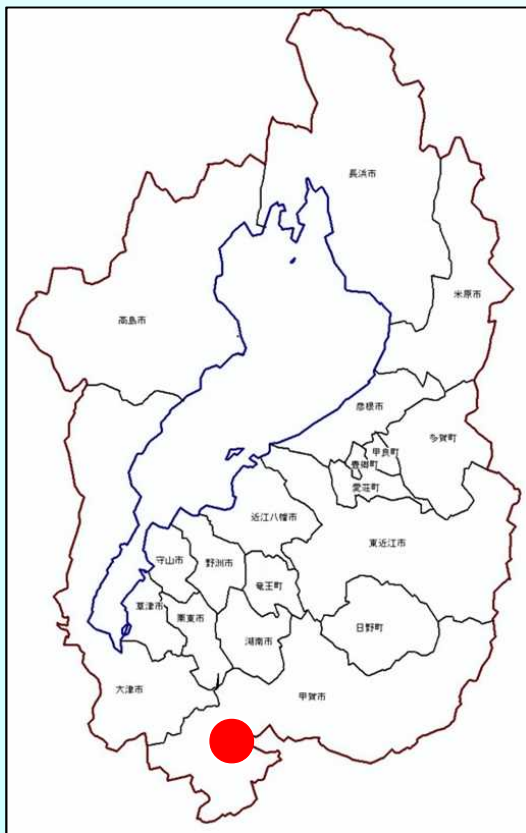 長浜市
米原市
高島市
彦根市
多賀町
甲良町
豊郷町
愛荘町
近江八幡市
東近江市
守山市
野洲市
竜王町
草津市
栗東市
湖南市
日野町
大津市
甲賀市